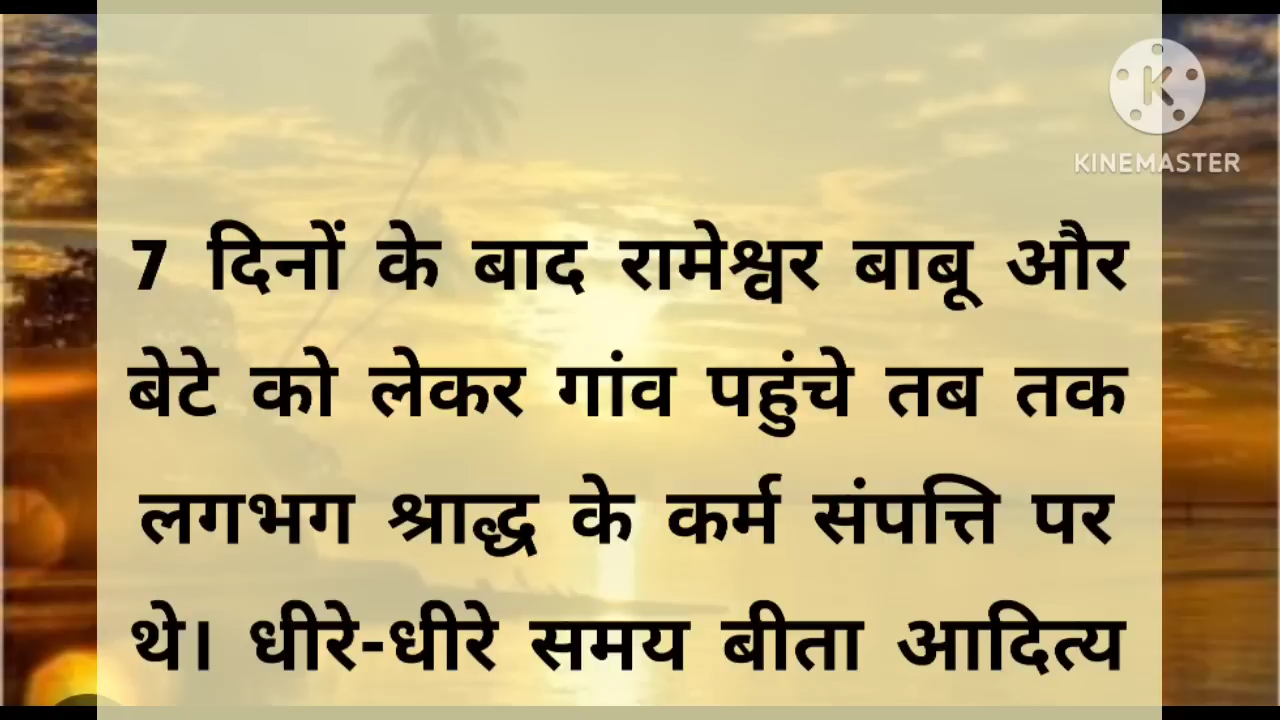 KINEMASTER
7 दिनों के बाद रामेश्वर बाबू और
बेटे को लेकर गांव पहुंचे तब तक
लगभग श्राद्ध के कर्म संपत्ति पर
थे। धीरे-धीरे समय बीता आदित्य